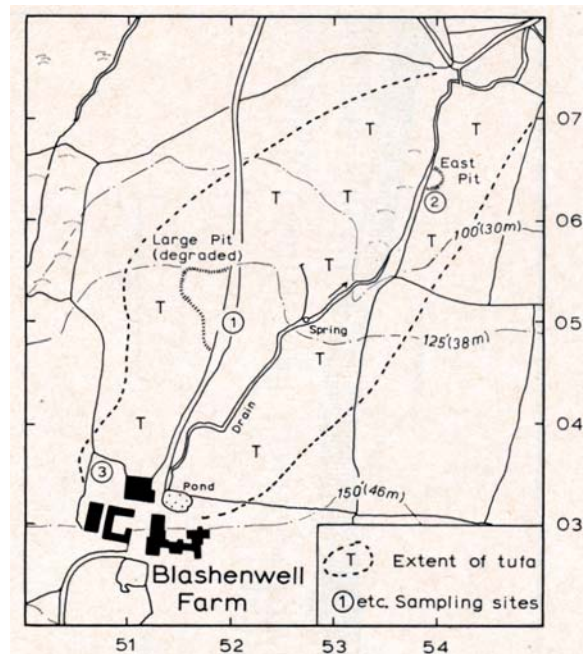 07
T
East
Pit
T
T
②
06
T
100'(30m)
Large Pit
(degraded)
T
T
①
Spring
05
125'(38m)
T
Drain
T
04
T
③
Pond
150'(46m)
03
Blashenwell
Farm
T Extent of tufa
① etc. Sampling sites
51 52 53 54